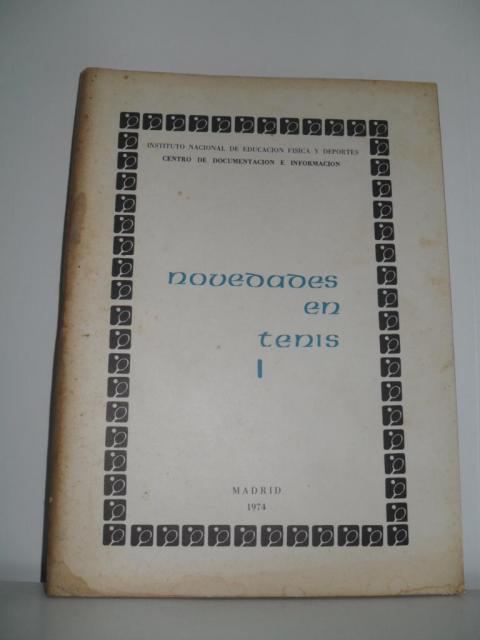 INSTITUTO NACIONAL DE EDUCACION FISICA Y DEPORTES
CENTRO DE DOCUMENTACION E INFORMACION
novedades
en
tenis
I
MADRID
1974